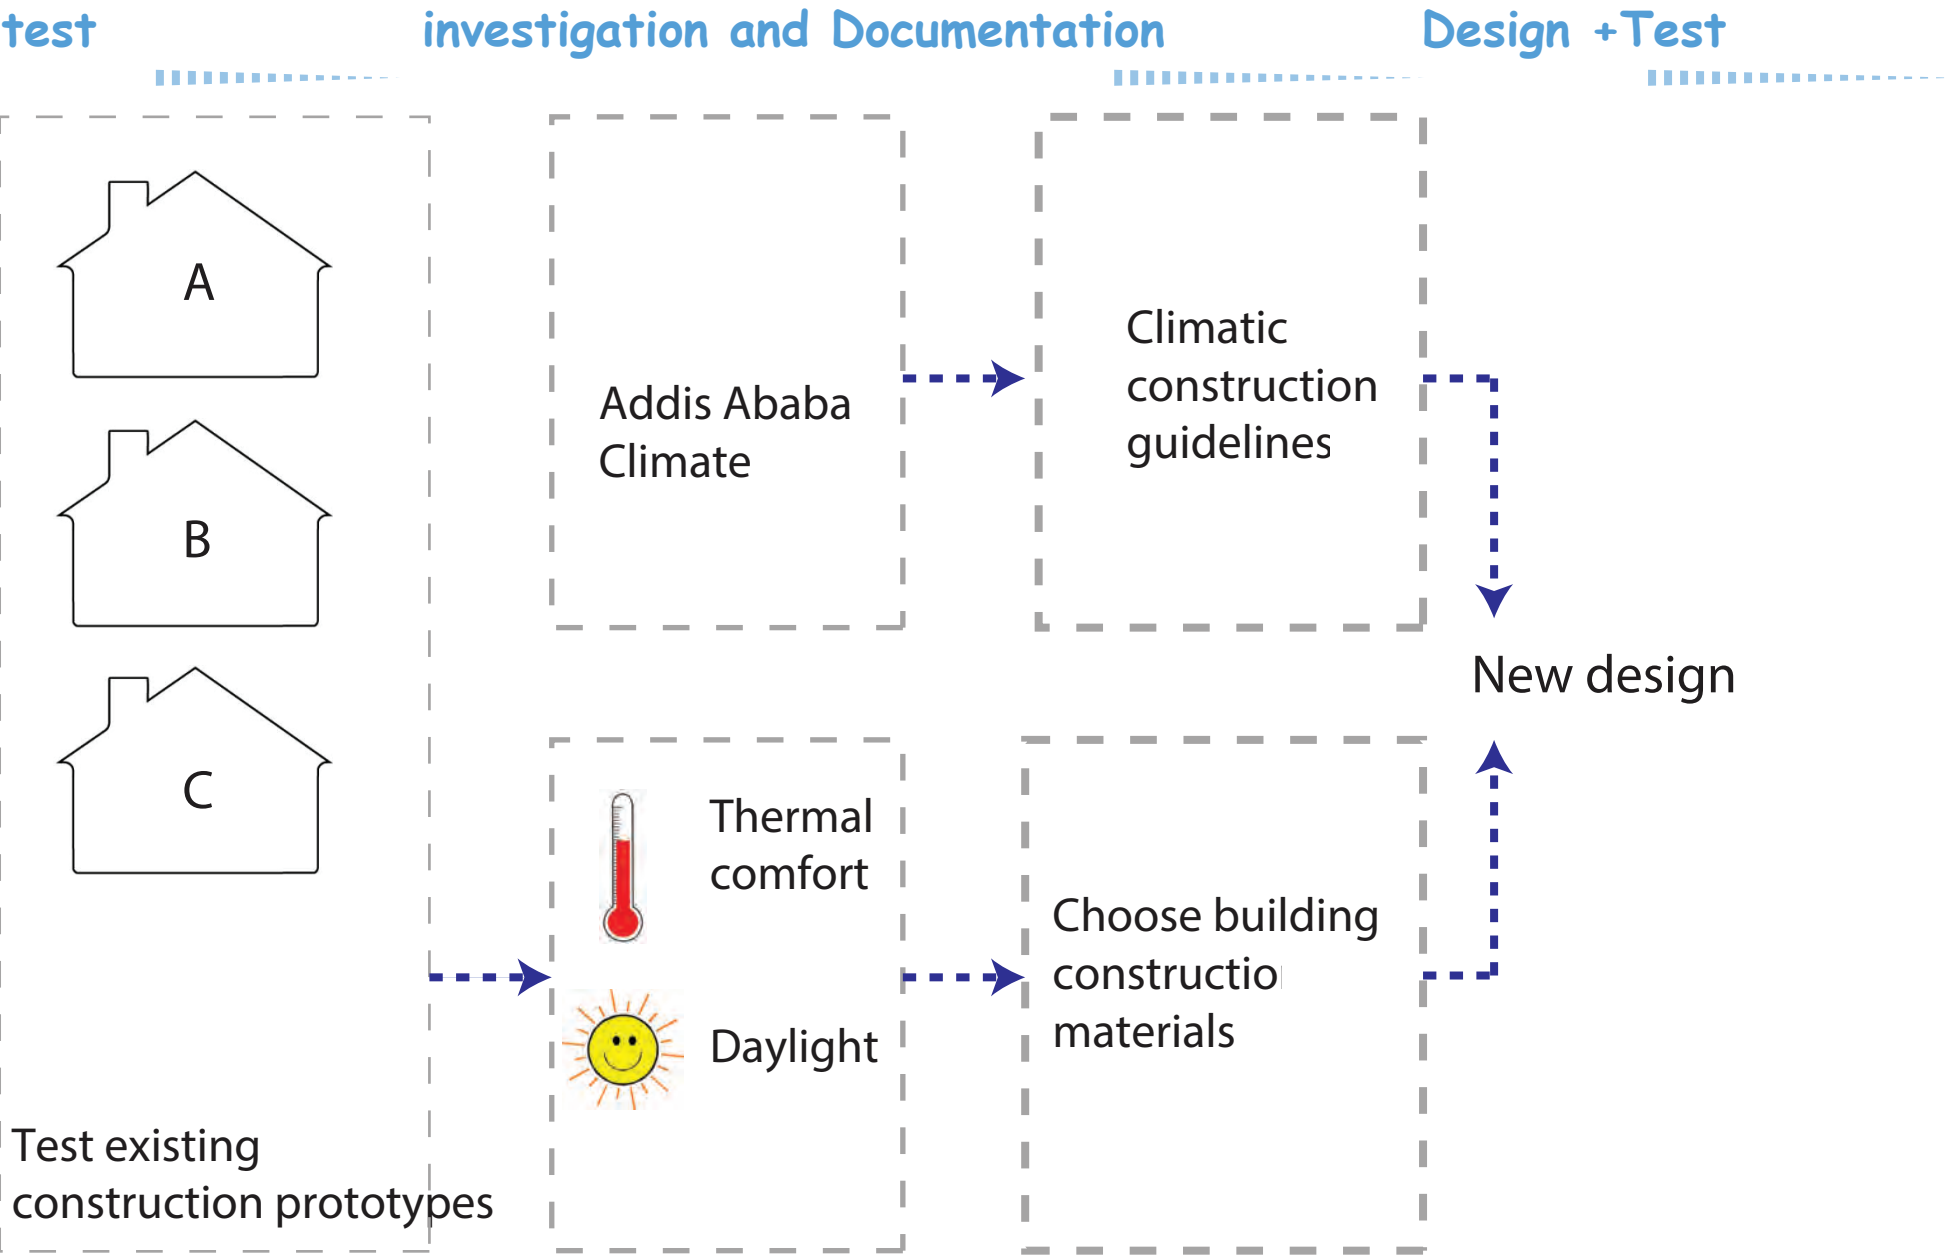 test
investigation and Documentation
Design +Test
A
B
C
Test existing
construction prototypes
Addis Ababa
Climate
Climatic
construction
guidelines
Thermal
comfort
Daylight
Choose building
constructio
materials
New design